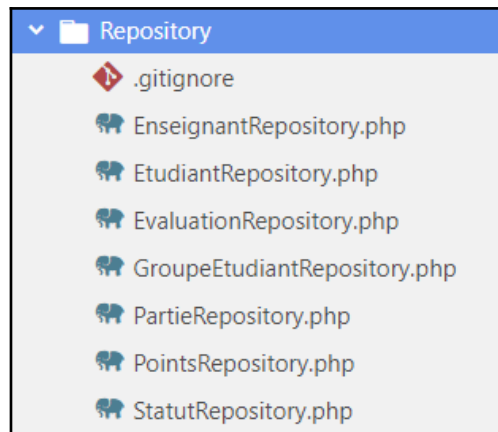 Repository
.gitignore
EnseignantRepository.php
EtudiantRepository.php
EvaluationRepository.php
GroupeEtudiantRepository.php
PartieRepository.php
PointsRepository.php
StatutRepository.php